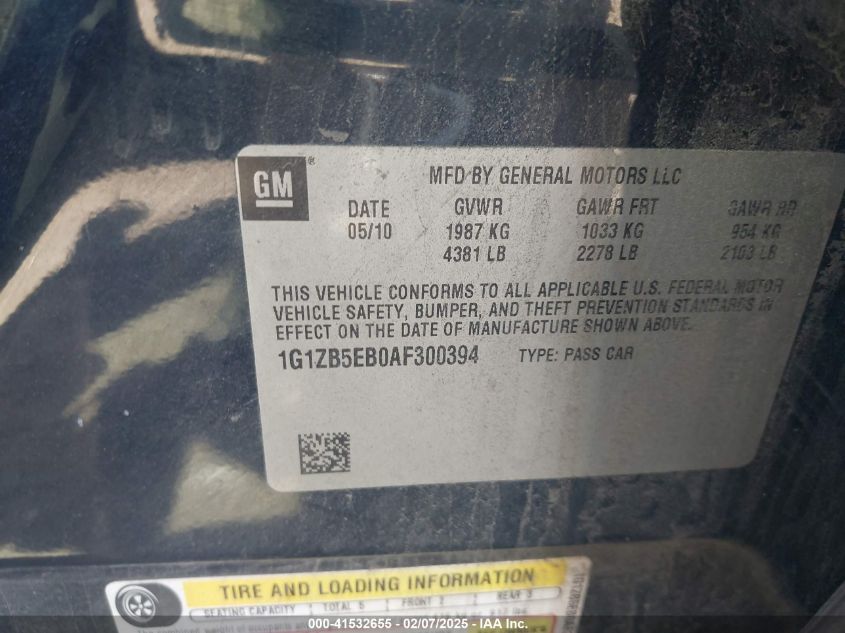 GM ®
MFD BY GENERAL MOTORS LLC
DATE GVWR GAWR FRT GAWR RR
05/10 1987 KG 1033 KG 954 KG
4381 LB 2278 LB 2103 LB
THIS VEHICLE CONFORMS TO ALL APPLICABLE U.S. FEDERAL MOTOR
VEHICLE SAFETY, BUMPER, AND THEFT PREVENTION STANDARDS IN
EFFECT ON THE DATE OF MANUFACTURE SHOWN ABOVE.
1G1ZB5EB0AF300394 TYPE: PASS CAR
TIRE AND LOADING INFORMATION
SEATING CAPACITY TOTAL 5 FRONT 2 REAR 3
000-41532655 - 02/07/2025 - IAA Inc.